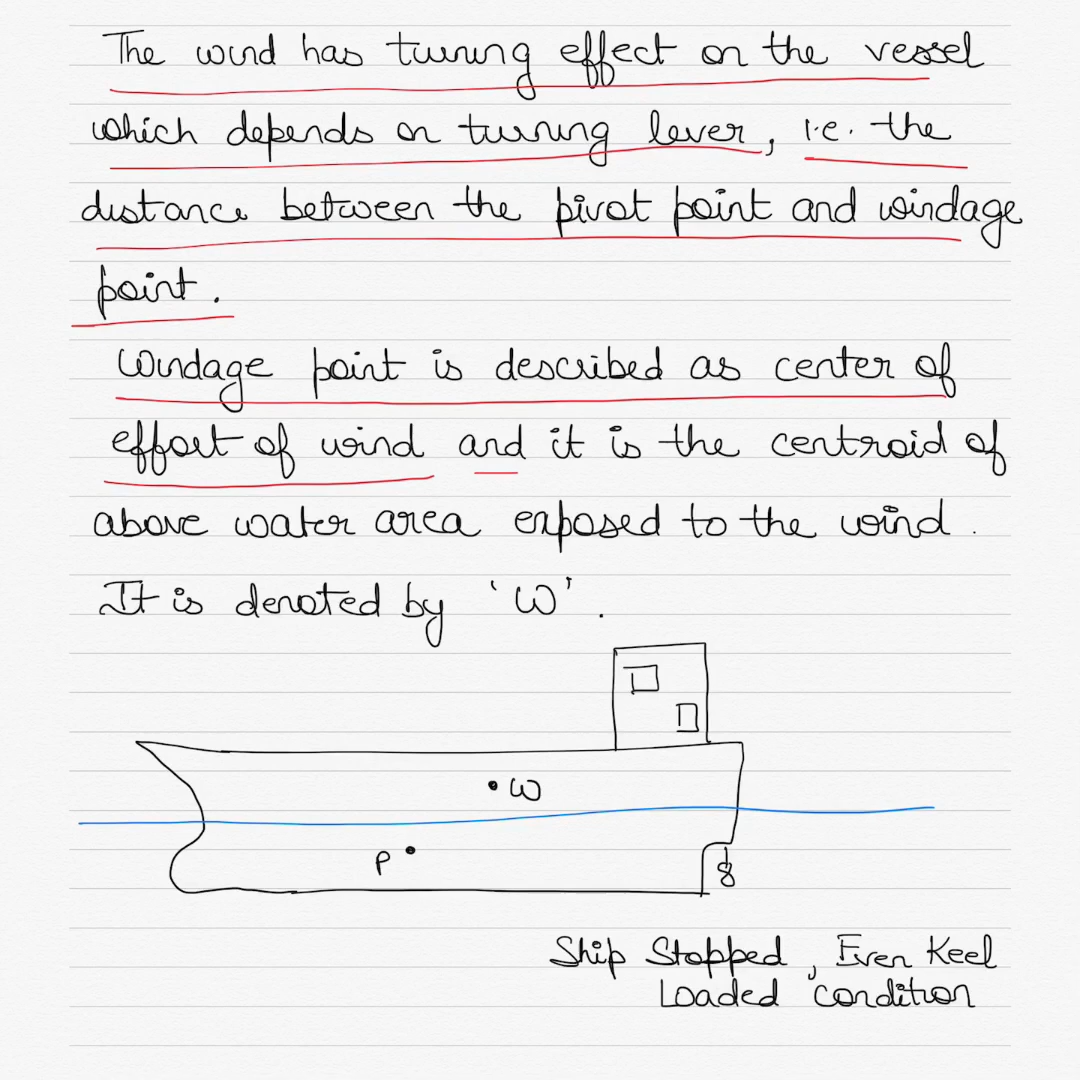 The wind has turning effect on the vessel
which depends on turning lever, i.e. the
distance between the pivot point and windage
point.
Windage point is described as center of
effort of wind and it is the centroid of
above water area exposed to the wind.
It is denoted by 'W'.
W
P
Ship Stopped, Even Keel
Loaded condition